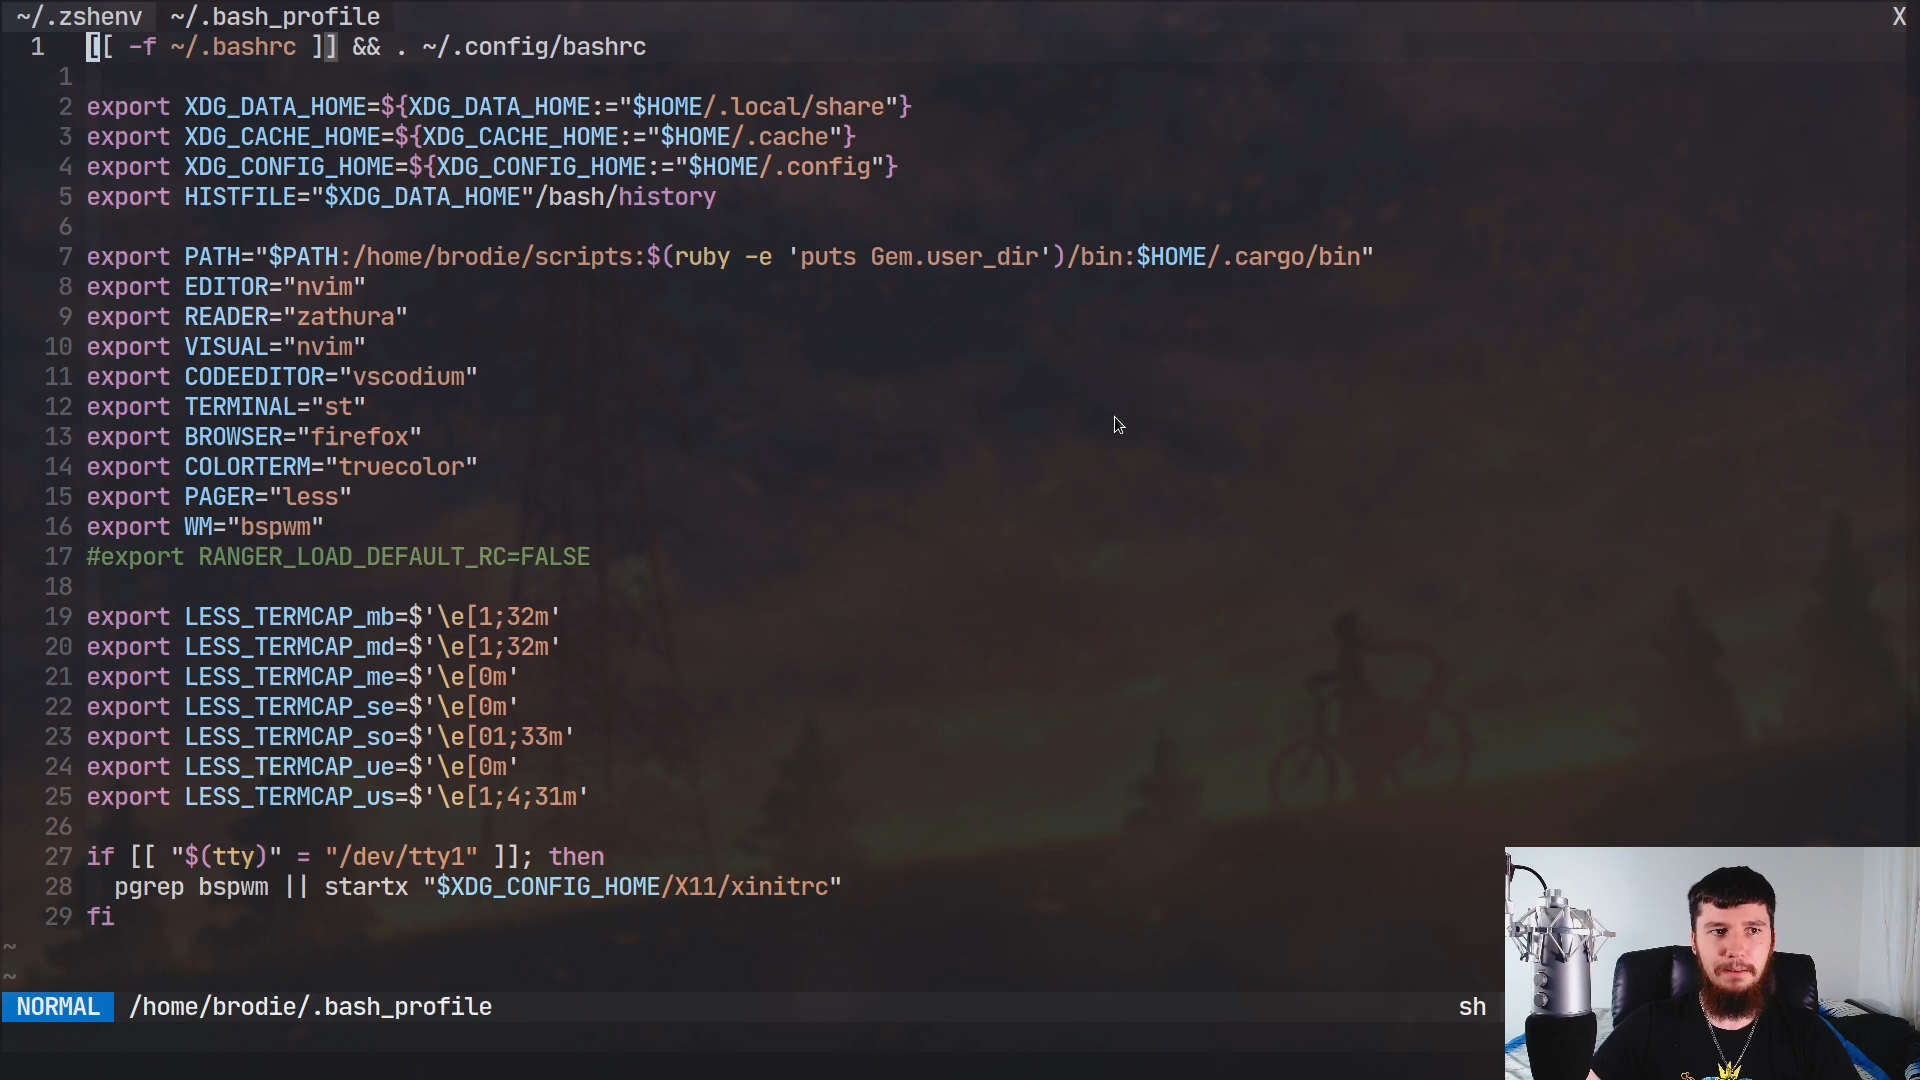 ~/.zshenv ~/.bash_profile X
1 [[ -f ~/.bashrc ]] && . ~/.config/bashrc
1
2 export XDG_DATA_HOME=${XDG_DATA_HOME:="$HOME/.local/share"}
3 export XDG_CACHE_HOME=${XDG_CACHE_HOME:="$HOME/.cache"}
4 export XDG_CONFIG_HOME=${XDG_CONFIG_HOME:="$HOME/.config"}
5 export HISTFILE="$XDG_DATA_HOME"/bash/history
6
7 export PATH="$PATH:/home/brodie/scripts:$(ruby -e 'puts Gem.user_dir')/bin:$HOME/.cargo/bin"
8 export EDITOR="nvim"
9 export READER="zathura"
10 export VISUAL="nvim"
11 export CODEEDITOR="vscodium"
12 export TERMINAL="st"
13 export BROWSER="firefox"
14 export COLORTERM="truecolor"
15 export PAGER="less"
16 export WM="bspwm"
17 #export RANGER_LOAD_DEFAULT_RC=FALSE
18
19 export LESS_TERMCAP_mb=$'\e[1;32m'
20 export LESS_TERMCAP_md=$'\e[1;32m'
21 export LESS_TERMCAP_me=$'\e[0m'
22 export LESS_TERMCAP_se=$'\e[0m'
23 export LESS_TERMCAP_so=$'\e[01;33m'
24 export LESS_TERMCAP_ue=$'\e[0m'
25 export LESS_TERMCAP_us=$'\e[1;4;31m'
26
27 if [[ "$(tty)" = "/dev/tty1" ]]; then
28 pgrep bspwm || startx "$XDG_CONFIG_HOME/X11/xinitrc"
29 fi
~
~
NORMAL /home/brodie/.bash_profile sh